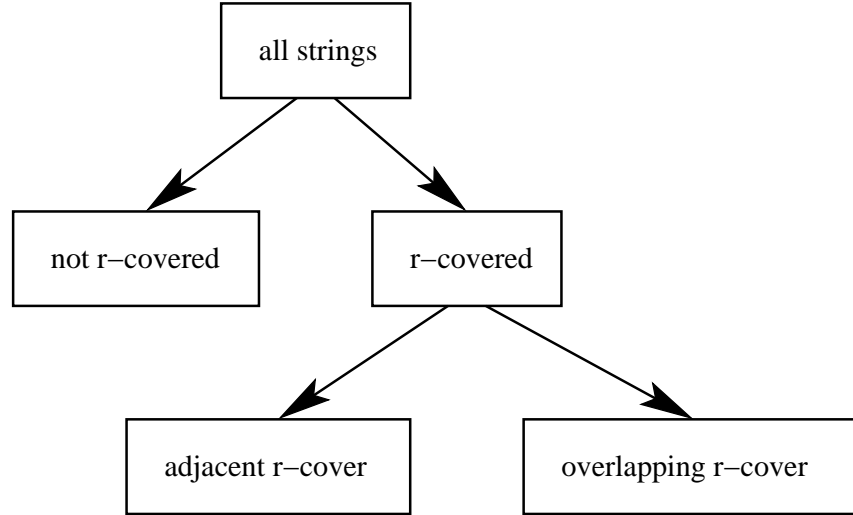 all strings
not r−covered
r−covered
adjacent r−cover
overlapping r−cover